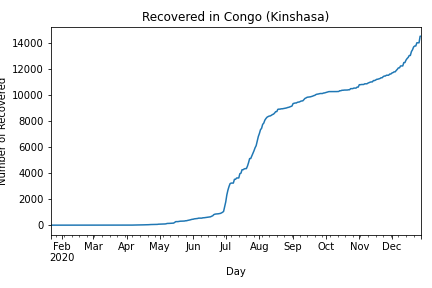 Recovered in Congo (Kinshasa)
Number of Recovered
14000
12000
10000
8000
6000
4000
2000
0
Feb Mar Apr May Jun Jul Aug Sep Oct Nov Dec
2020
Day